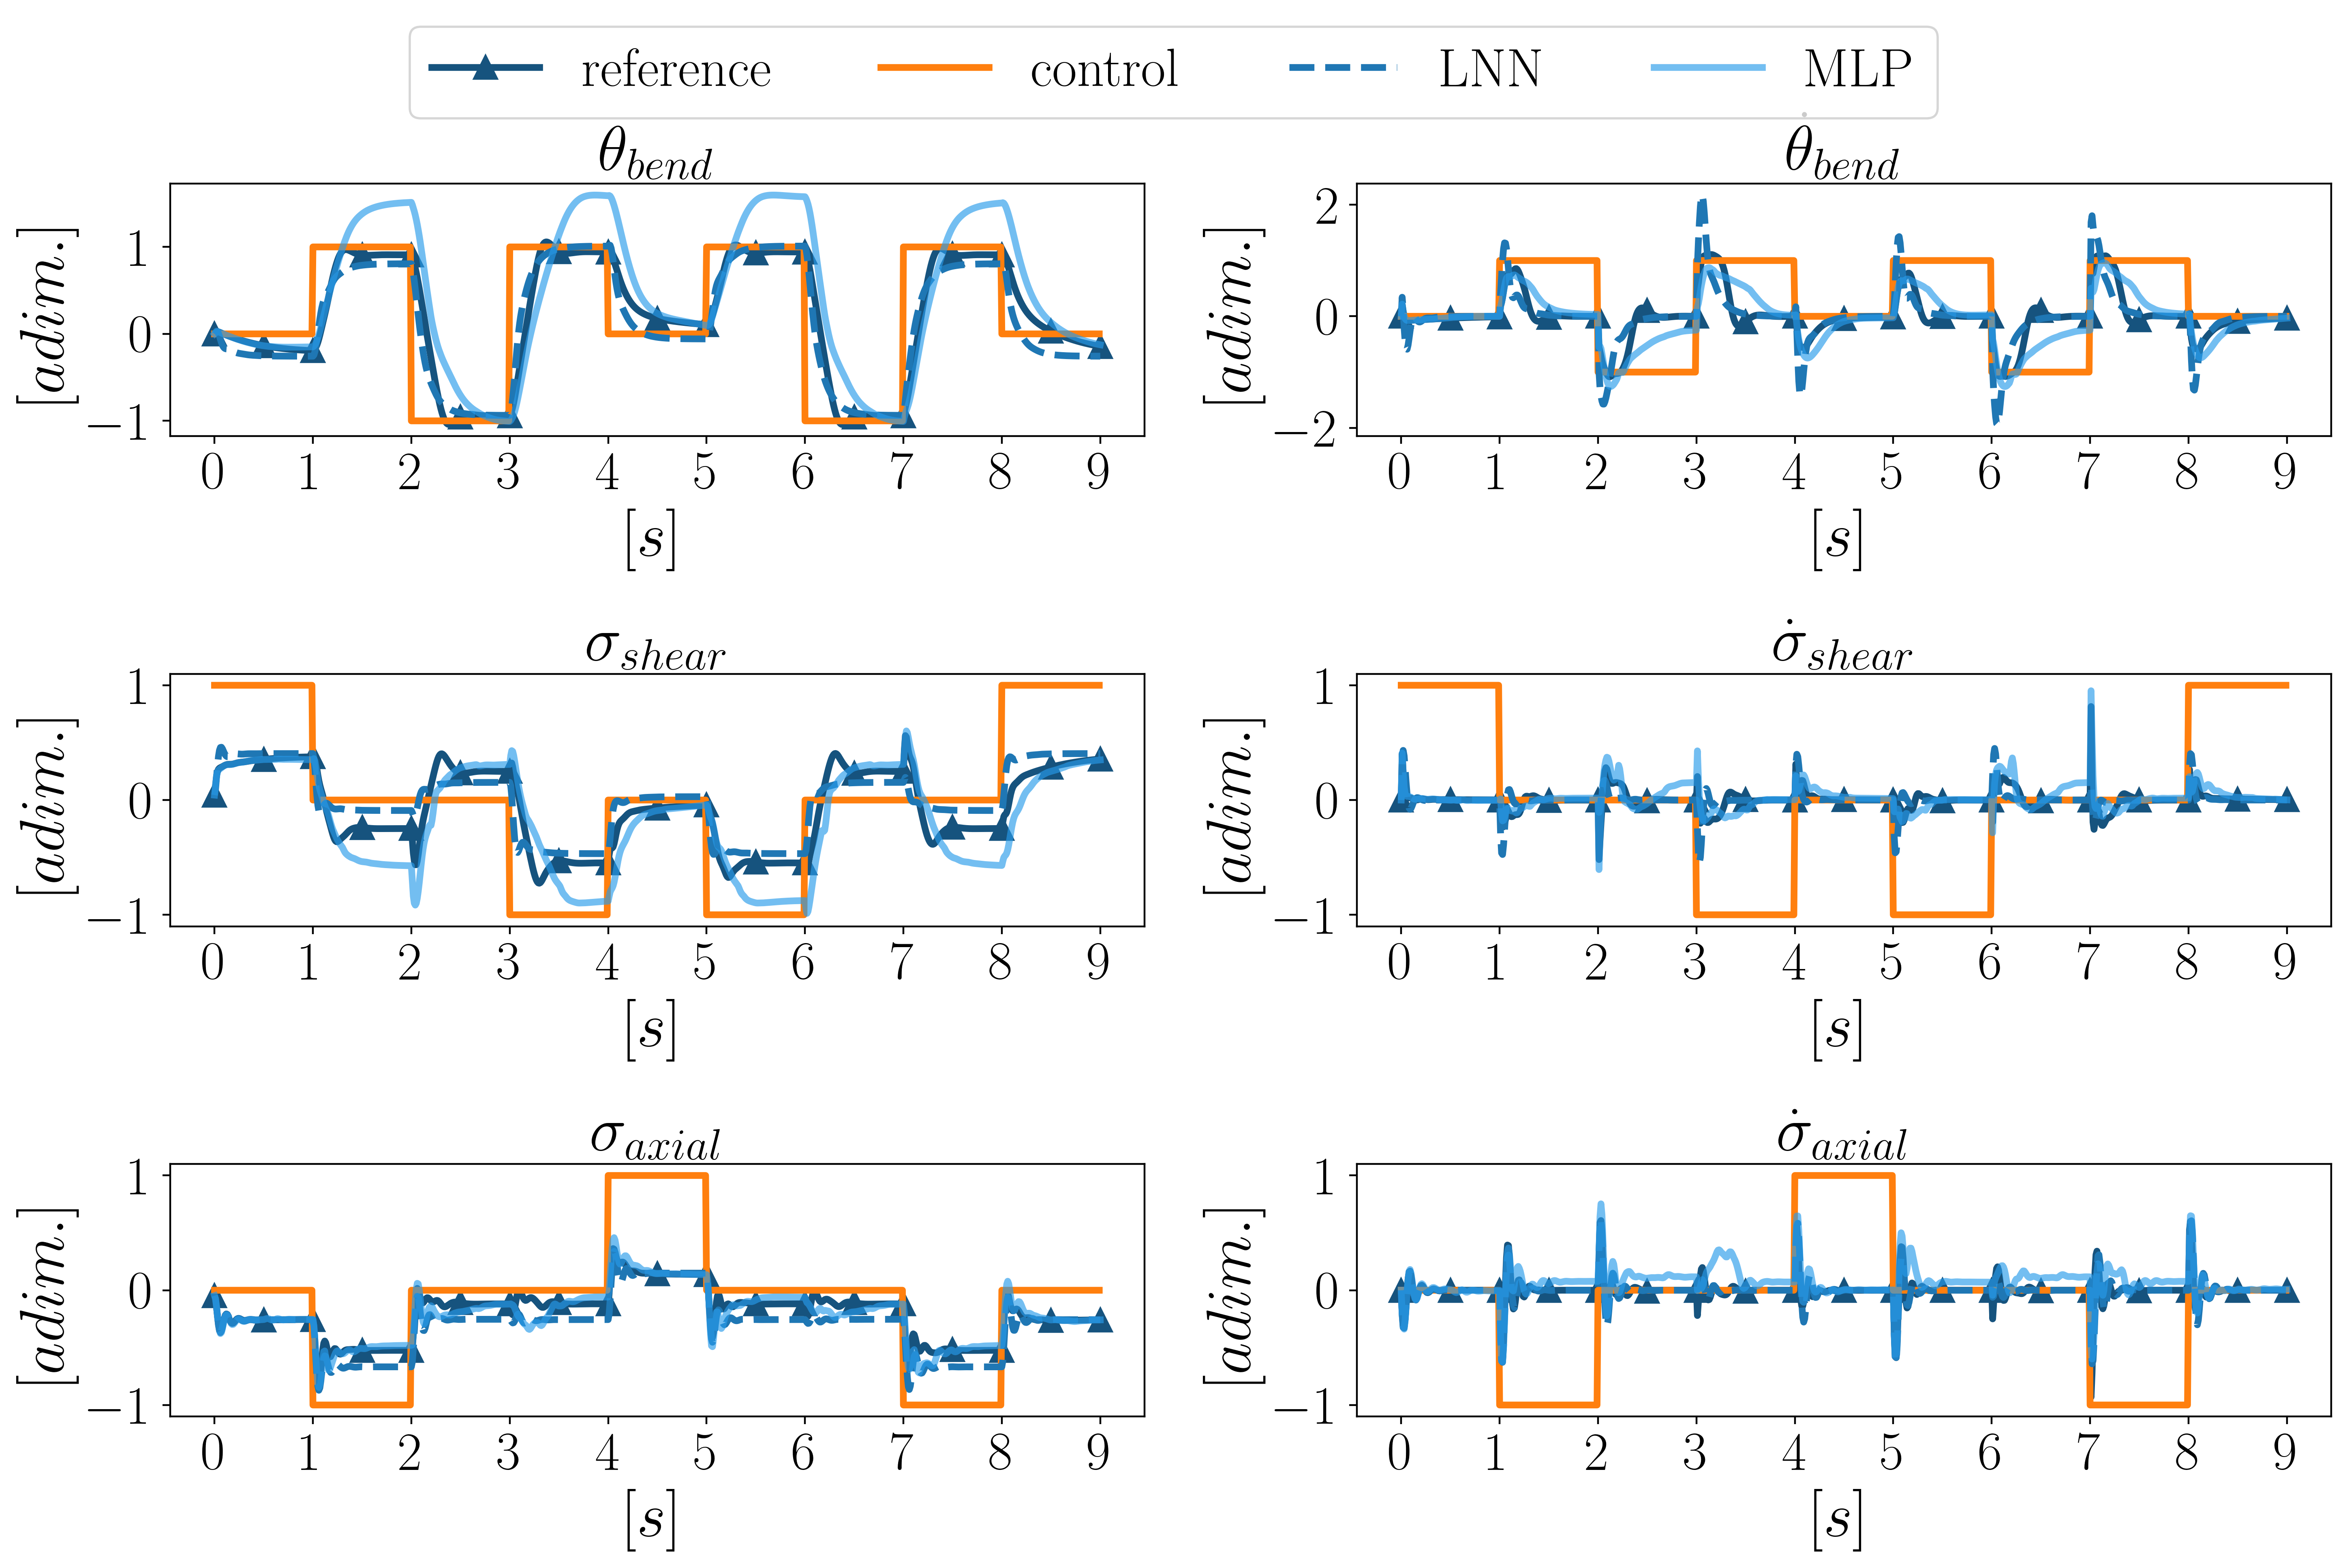 reference control LNN MLP
θ_bend
[adim.]
1
0
−1
0 1 2 3 4 5 6 7 8 9
[s]
θ̇_bend
[adim.]
2
0
−2
0 1 2 3 4 5 6 7 8 9
[s]
σ_shear
[adim.]
1
0
−1
0 1 2 3 4 5 6 7 8 9
[s]
σ̇_shear
[adim.]
1
0
−1
0 1 2 3 4 5 6 7 8 9
[s]
σ_axial
[adim.]
1
0
−1
0 1 2 3 4 5 6 7 8 9
[s]
σ̇_axial
[adim.]
1
0
−1
0 1 2 3 4 5 6 7 8 9
[s]